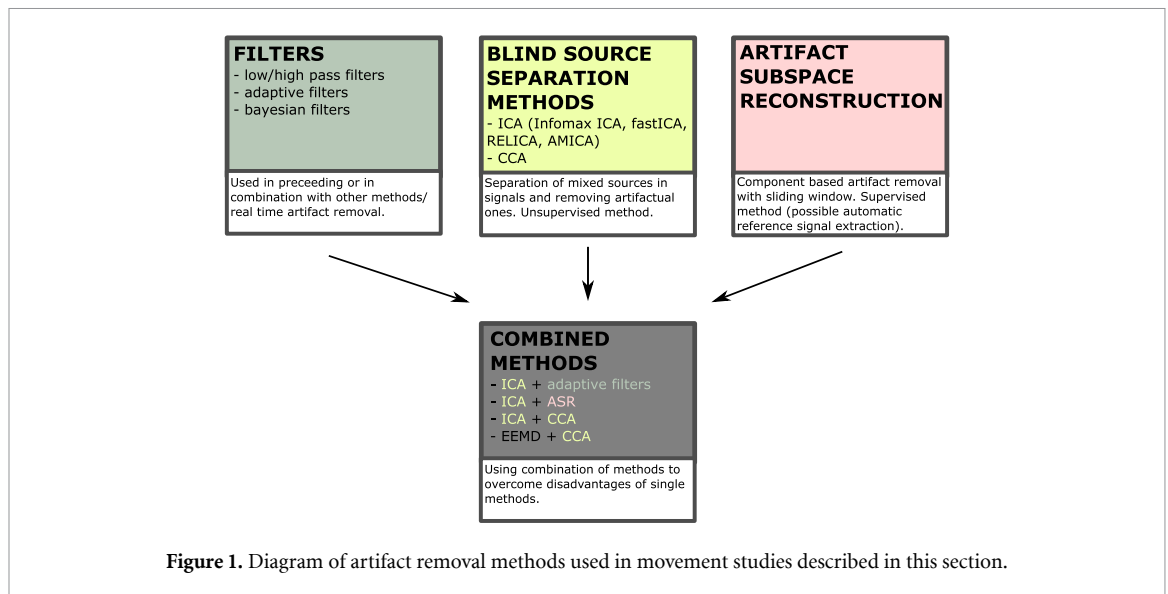 FILTERS
- low/high pass filters
- adaptive filters
- bayesian filters
Used in preceeding or in
combination with other methods/
real time artifact removal.
BLIND SOURCE
SEPARATION
METHODS
- ICA (Infomax ICA, fastICA,
RELICA, AMICA)
- CCA
Separation of mixed sources in
signals and removing artifactual
ones. Unsupervised method.
ARTIFACT
SUBSPACE
RECONSTRUCTION
Component based artifact removal
with sliding window. Supervised
method (possible automatic
reference signal extraction).
COMBINED
METHODS
- ICA + adaptive filters
- ICA + ASR
- ICA + CCA
- EEMD + CCA
Using combination of methods to
overcome disadvantages of single
methods.
Figure 1. Diagram of artifact removal methods used in movement studies described in this section.